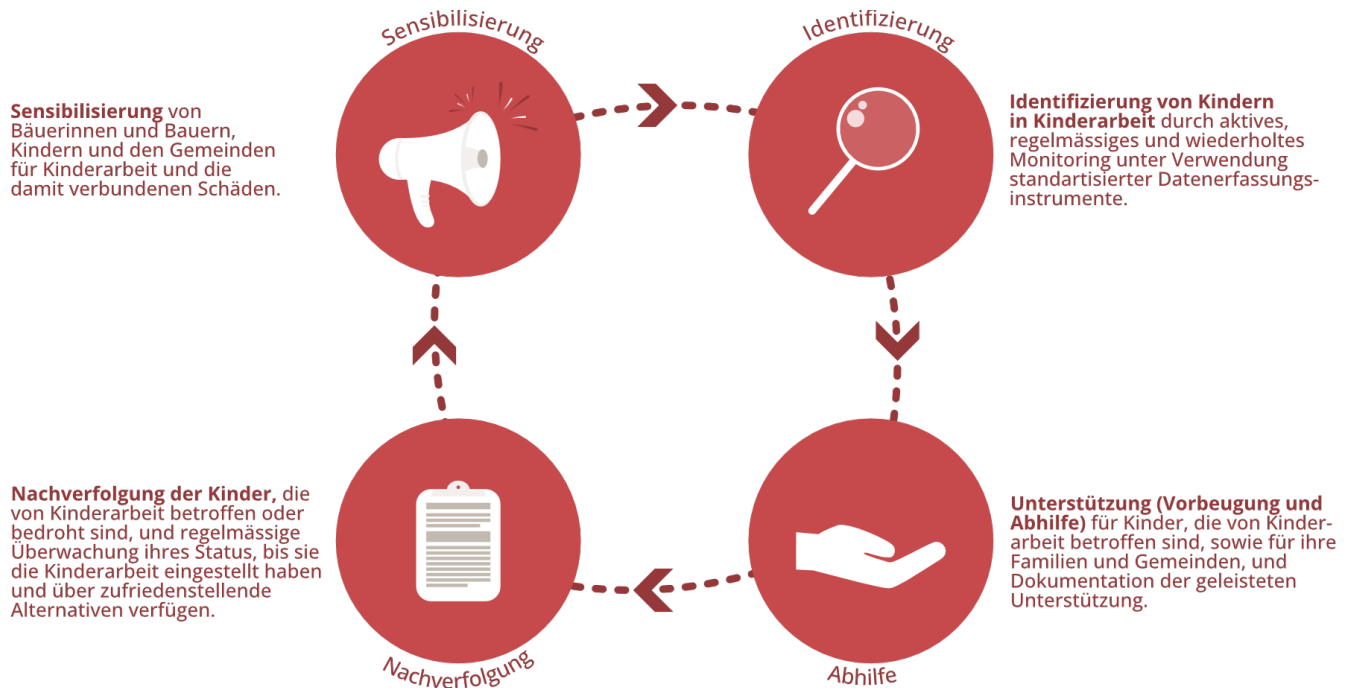 Sensibilisierung
Sensibilisierung von
Bäuerinnen und Bauern,
Kindern und den Gemeinden
für Kinderarbeit und die
damit verbundenen Schäden.
Identifizierung
Identifizierung von Kindern
in Kinderarbeit durch aktives,
regelmässiges und wiederholtes
Monitoring unter Verwendung
standartisierter Datenerfassungs-
instrumente.
Unterstützung (Vorbeugung und
Abhilfe) für Kinder, die von Kinder-
arbeit betroffen sind, sowie für ihre
Familien und Gemeinden, und
Dokumentation der geleisteten
Unterstützung.
Abhilfe
Nachverfolgung der Kinder, die
von Kinderarbeit betroffen oder
bedroht sind, und regelmässige
Überwachung ihres Status, bis sie
die Kinderarbeit eingestellt haben
und über zufriedenstellende
Alternativen verfügen.
Nachverfolgung